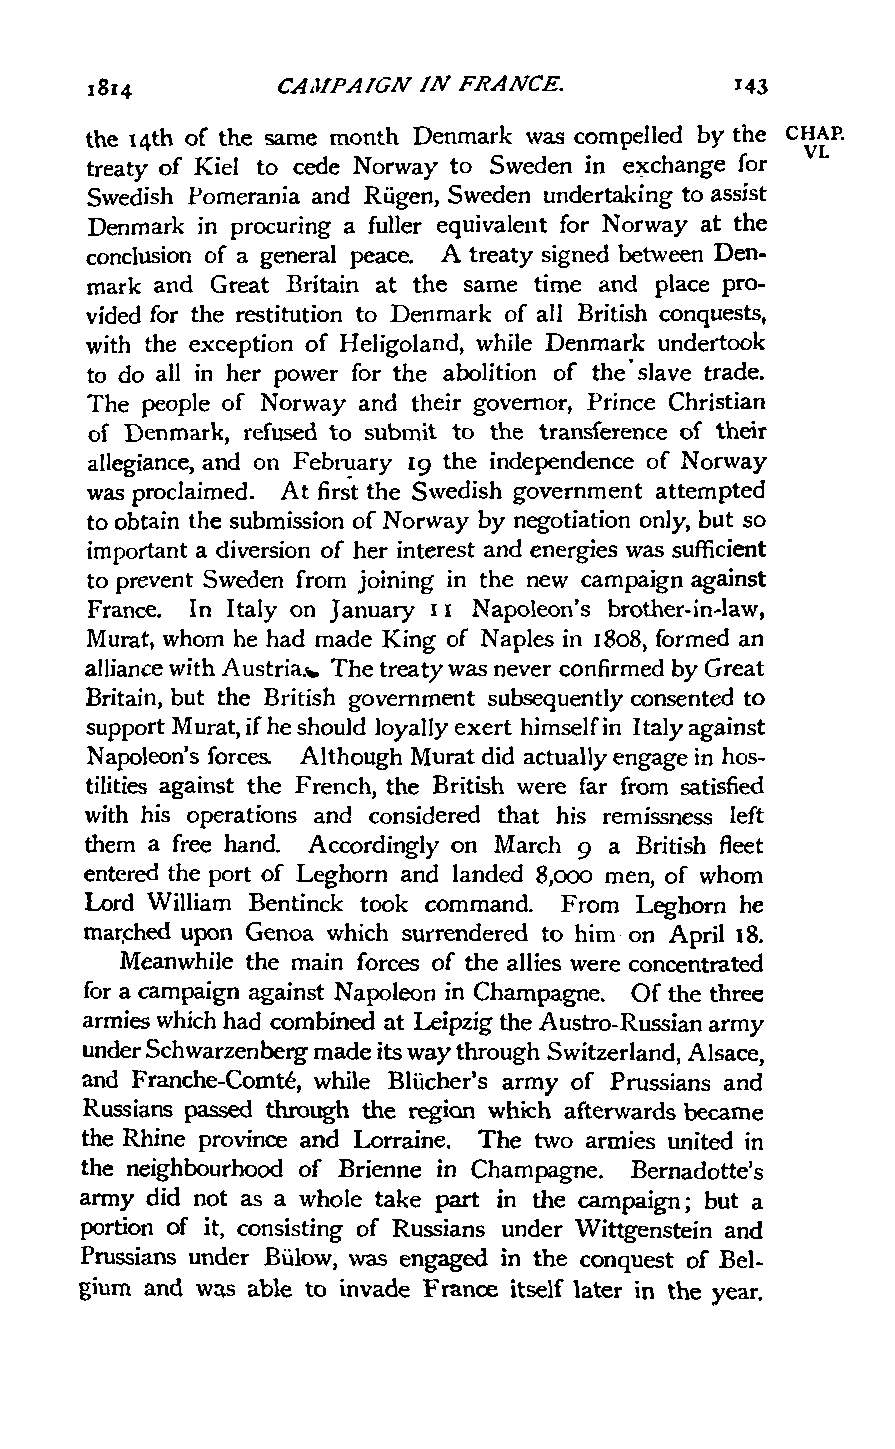 1814 CAMPAIGN IN FRANCE. 143
the 14th of the same month Denmark was compelled by the CHAP. VI.
treaty of Kiel to cede Norway to Sweden in exchange for
Swedish Pomerania and Rügen, Sweden undertaking to assist
Denmark in procuring a fuller equivalent for Norway at the
conclusion of a general peace. A treaty signed between Den-
mark and Great Britain at the same time and place pro-
vided for the restitution to Denmark of all British conquests,
with the exception of Heligoland, while Denmark undertook
to do all in her power for the abolition of the slave trade.
The people of Norway and their governor, Prince Christian
of Denmark, refused to submit to the transference of their
allegiance, and on February 19 the independence of Norway
was proclaimed. At first the Swedish government attempted
to obtain the submission of Norway by negotiation only, but so
important a diversion of her interest and energies was sufficient
to prevent Sweden from joining in the new campaign against
France. In Italy on January 11 Napoleon's brother-in-law,
Murat, whom he had made King of Naples in 1808, formed an
alliance with Austria. The treaty was never confirmed by Great
Britain, but the British government subsequently consented to
support Murat, if he should loyally exert himself in Italy against
Napoleon's forces. Although Murat did actually engage in hos-
tilities against the French, the British were far from satisfied
with his operations and considered that his remissness left
them a free hand. Accordingly on March 9 a British fleet
entered the port of Leghorn and landed 8,000 men, of whom
Lord William Bentinck took command. From Leghorn he
marched upon Genoa which surrendered to him on April 18.
Meanwhile the main forces of the allies were concentrated
for a campaign against Napoleon in Champagne. Of the three
armies which had combined at Leipzig the Austro-Russian army
under Schwarzenberg made its way through Switzerland, Alsace,
and Franche-Comté, while Blücher's army of Prussians and
Russians passed through the region which afterwards became
the Rhine province and Lorraine. The two armies united in
the neighbourhood of Brienne in Champagne. Bernadotte's
army did not as a whole take part in the campaign; but a
portion of it, consisting of Russians under Wittgenstein and
Prussians under Bülow, was engaged in the conquest of Bel-
gium and was able to invade France itself later in the year.